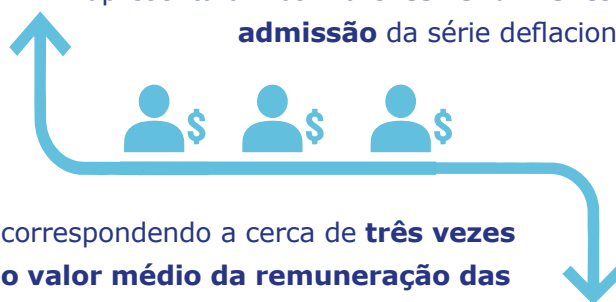 admissão da série deflacion
$ $ $
correspondendo a cerca de três vezes
o valor médio da remuneração das